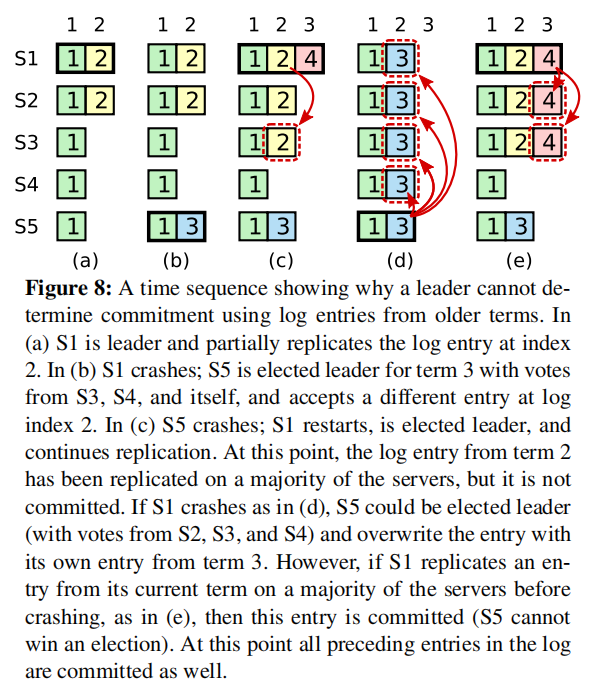 1 2 1 2 1 2 3 1 2 3 1 2 3
S1 1 2 1 2 1 2 4 1 3 1 2 4
S2 1 2 1 2 1 2 1 3 1 2 4
S3 1 1 1 2 1 3 1 2 4
S4 1 1 1 1 3 1
S5 1 1 3 1 3 1 3 1 3
(a) (b) (c) (d) (e)
Figure 8: A time sequence showing why a leader cannot de-
termine commitment using log entries from older terms. In
(a) S1 is leader and partially replicates the log entry at index
2. In (b) S1 crashes; S5 is elected leader for term 3 with votes
from S3, S4, and itself, and accepts a different entry at log
index 2. In (c) S5 crashes; S1 restarts, is elected leader, and
continues replication. At this point, the log entry from term 2
has been replicated on a majority of the servers, but it is not
committed. If S1 crashes as in (d), S5 could be elected leader
(with votes from S2, S3, and S4) and overwrite the entry with
its own entry from term 3. However, if S1 replicates an en-
try from its current term on a majority of the servers before
crashing, as in (e), then this entry is committed (S5 cannot
win an election). At this point all preceding entries in the log
are committed as well.